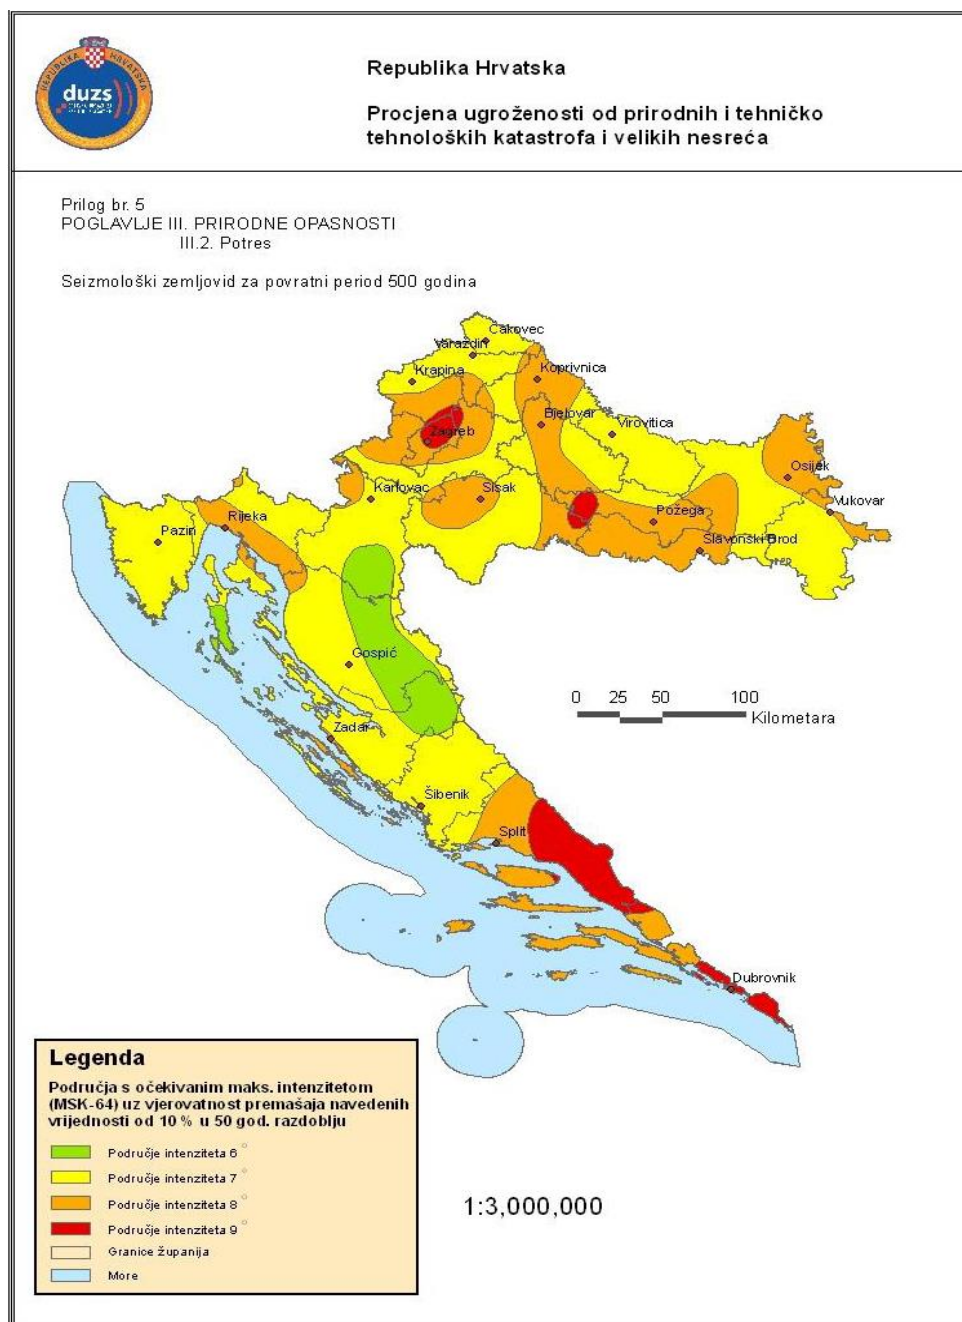 REPUBLIKA HRVATSKA
duzs
Republika Hrvatska
Procjena ugroženosti od prirodnih i tehničko
tehnoloških katastrofa i velikih nesreća
Prilog br. 5
POGLAVLJE III. PRIRODNE OPASNOSTI
III.2. Potres
Seizmološki zemljovid za povratni period 500 godina
Čakovec
Varaždin
Krapina
Koprivnica
Bjelovar
Virovitica
Zagreb
Osijek
Karlovac
Sisak
Vukovar
Požega
Rijeka
Pazin
Slavonski Brod
Gospić
0 25 50 100
Kilometara
Zadar
Šibenik
Split
Dubrovnik
Legenda
Područja s očekivanim maks. intenzitetom
(MSK-64) uz vjerovatnost premašaja navedenih
vrijednosti od 10 % u 50 god. razdoblju
Područje intenziteta 6 °
Područje intenziteta 7 °
Područje intenziteta 8 °
Područje intenziteta 9 °
Granice županija
More
1:3,000,000